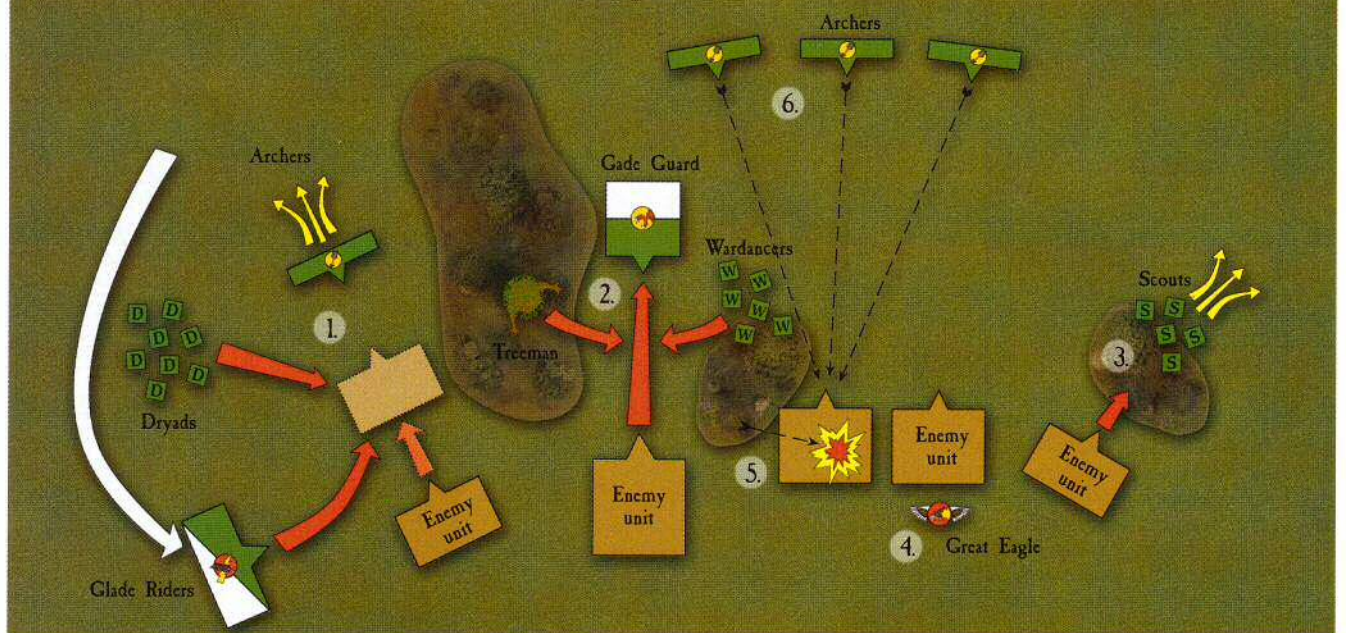 Archers
6.
Archers
Gade Guard
Wardancers
W W W W W W W
Scouts
S S S S S S
2.
D D D D D D D D
1.
Treeman
3.
Dryads
Enemy
unit
Enemy
unit
Enemy
unit
Enemy
unit
5.
4.
Great Eagle
Glade Riders